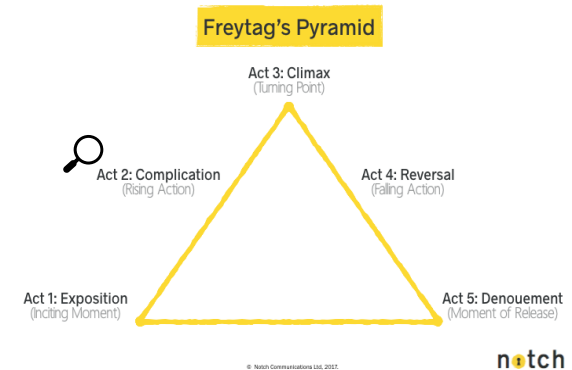 Freytag's Pyramid
Act 3: Climax
(Turning Point)
Act 2: Complication
(Rising Action)
Act 4: Reversal
(Falling Action)
Act 1: Exposition
(Inciting Moment)
Act 5: Denouement
(Moment of Release)
© Notch Communications Ltd, 2017.
notch